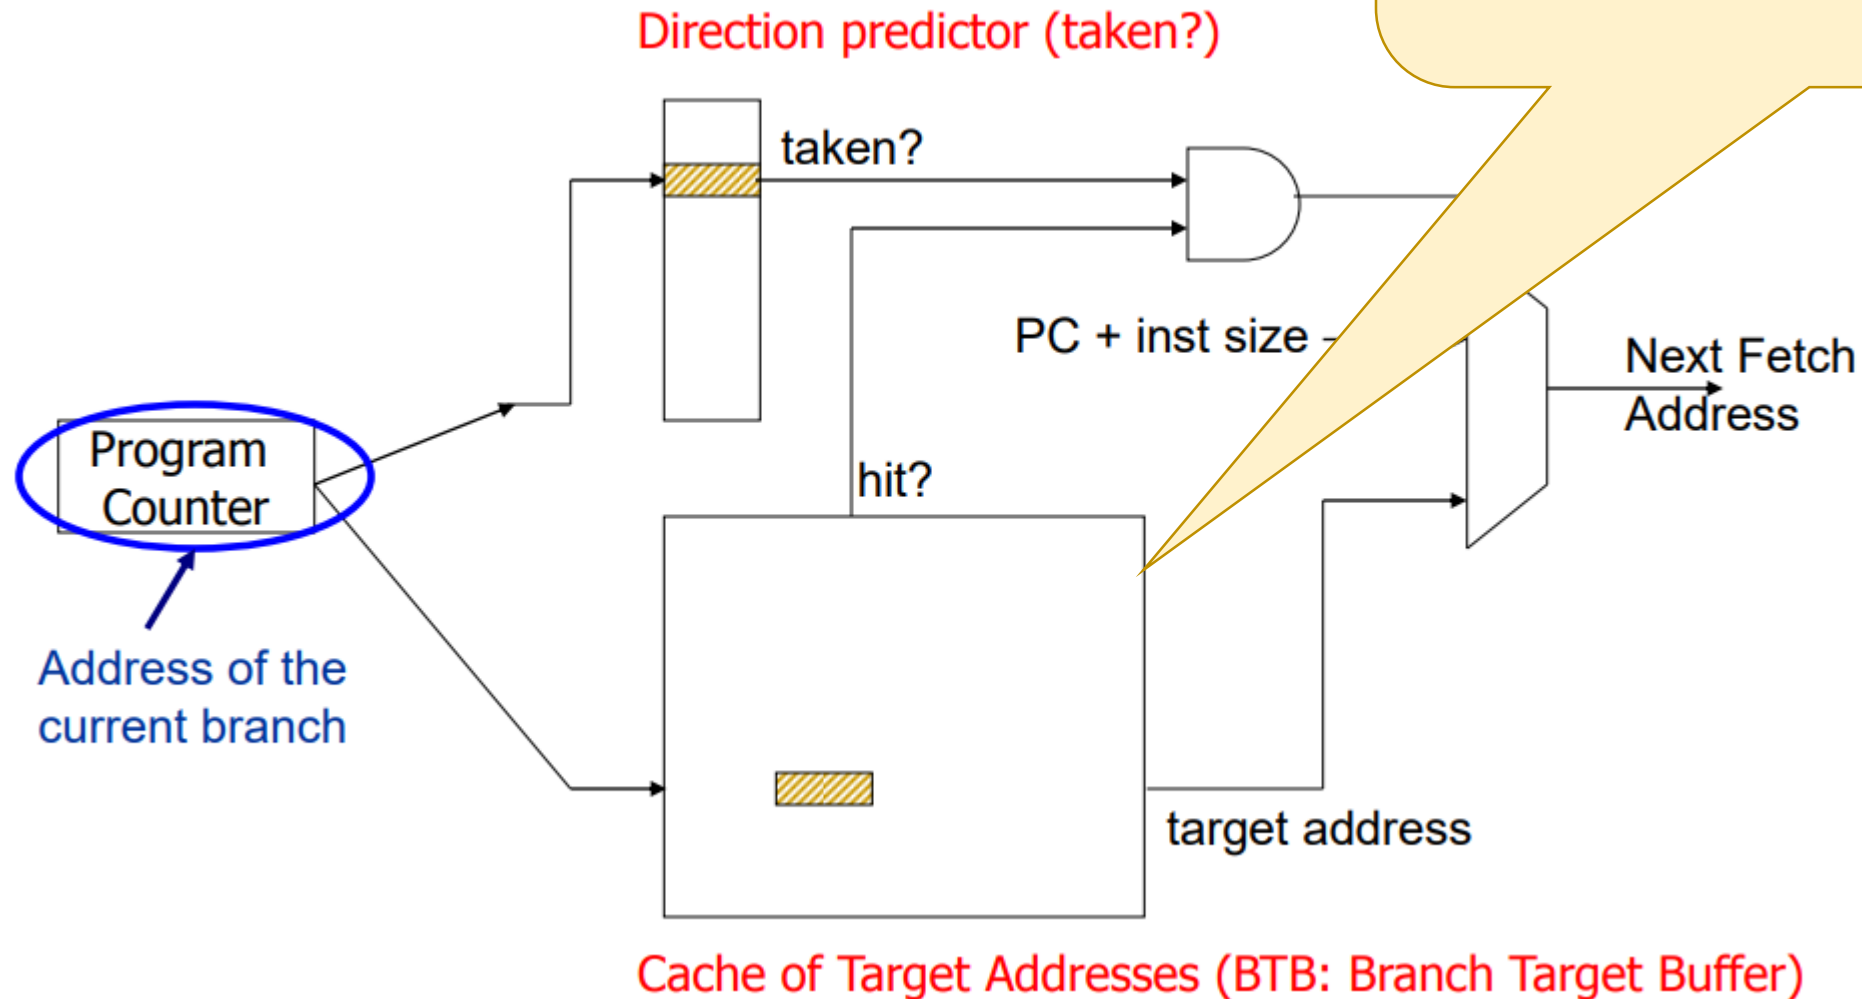 Direction predictor (taken?)
taken?
PC + inst size
Next Fetch
Address
Program
Counter
hit?
Address of the
current branch
target address
Cache of Target Addresses (BTB: Branch Target Buffer)